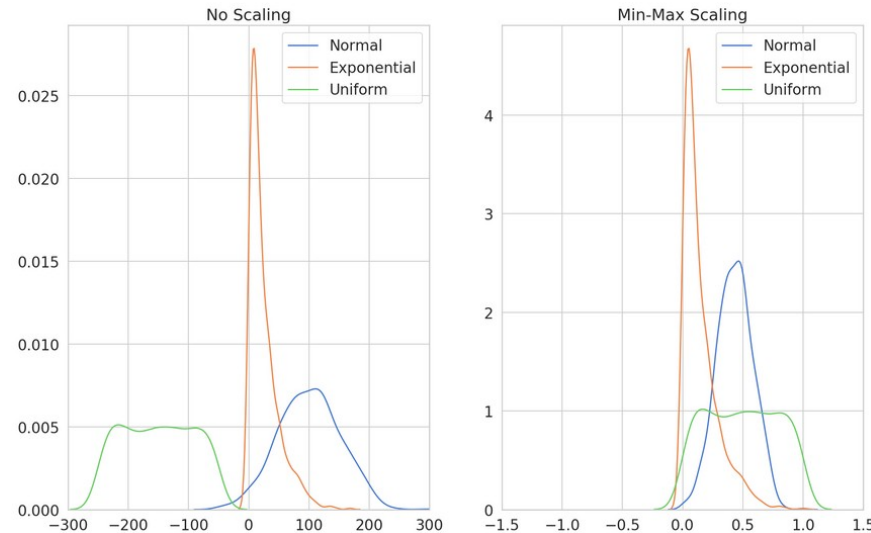 No Scaling
Normal
Exponential
Uniform
0.025
0.020
0.015
0.010
0.005
0.000
−300 −200 −100 0 100 200 300
Min-Max Scaling
Normal
Exponential
Uniform
4
3
2
1
0
−1.5 −1.0 −0.5 0.0 0.5 1.0 1.5